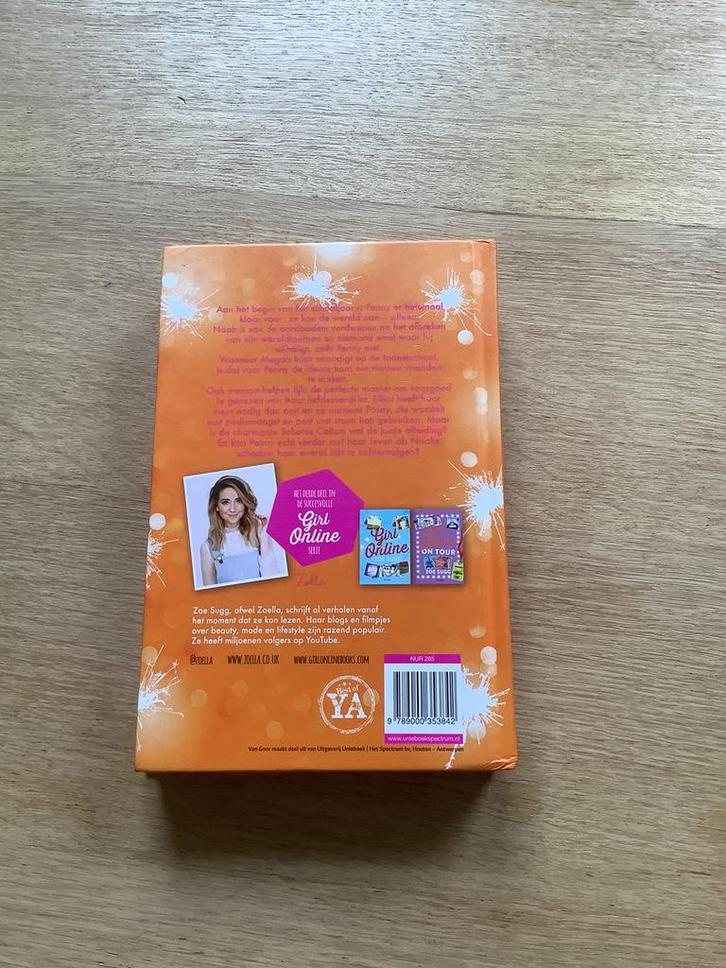 Aan het begin van het schooljaar is Penny er helemaal
klaar voor: ze kan de wereld aan – alleen.
Noah is van de aardbodem verdwenen na het afbreken
van zijn wereldtournee en niemand weet waar hij
uithangt, zelfs Penny niet.
Wanneer Megan haar uitnodigt op de toneelschool,
is dat voor Penny de ideale kans om nieuwe vrienden
te maken.
Ook mensen helpen lijkt de perfecte manier om voorgoed
te genezen van haar liefdesverdriet. Elliot heeft haar
meer nodig dan ooit en ze ontmoet Posey, die worstelt
met podiumangst en best wat steun kan gebruiken. Maar
is de charmante Schotse Callum wel de juiste afleiding?
En kan Penny echt verder met haar leven als Noahs
schaduw haar overal lijkt te achtervolgen?
HET DERDE DEEL IN
DE SUCCESVOLLE
Girl
Online
SERIE
Zoella
Girl
Online
ZOE SUGG
ON TOUR
ZOE SUGG
Zoe Sugg, ofwel Zoella, schrijft al verhalen vanaf
het moment dat ze kon lezen. Haar blogs en filmpjes
over beauty, mode en lifestyle zijn razend populair.
Ze heeft miljoenen volgers op YouTube.
@ZOELLA WWW.ZOELLA.CO.UK WWW.GIRLONLINEBOOKS.COM
NUR 285
Best of
YA
9 789000 353842
www.unieboekspectrum.nl
Van Goor maakt deel uit van Uitgeverij Unieboek | Het Spectrum bv, Houten – Antwerpen